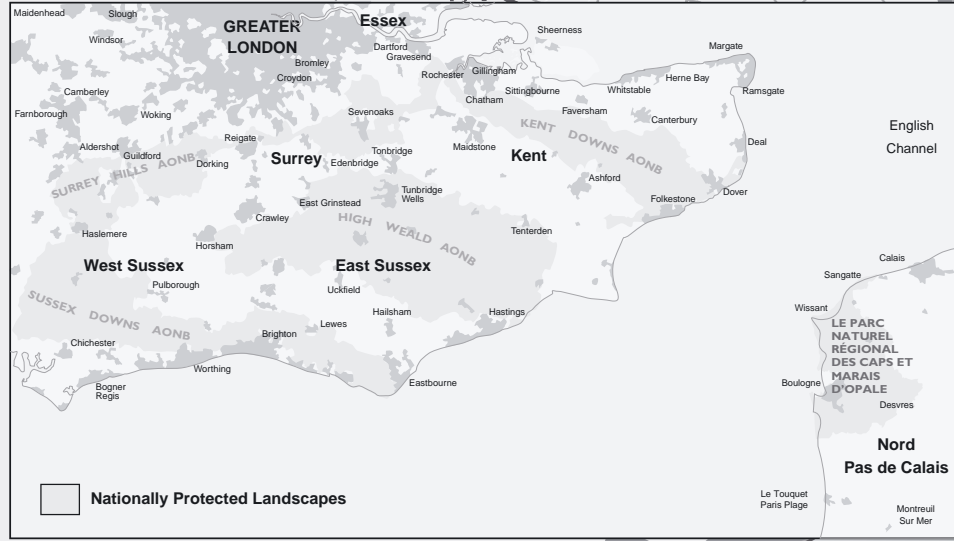 Maidenhead
Slough
Windsor
GREATER
LONDON
Essex
Dartford
Gravesend
Bromley
Croydon
Sheerness
Margate
Rochester
Gillingham
Chatham
Sittingbourne
Herne Bay
Whitstable
Ramsgate
Camberley
Farnborough
Woking
Sevenoaks
Faversham
Canterbury
KENT DOWNS AONB
English
Channel
Aldershot
Guildford
Reigate
Dorking
SURREY HILLS AONB
Surrey
Tonbridge
Edenbridge
Maidstone
Kent
Deal
Ashford
Dover
Folkestone
Tunbridge
Wells
East Grinstead
Crawley
HIGH WEALD AONB
Tenterden
Haslemere
Horsham
West Sussex
East Sussex
Calais
Sangatte
Pulborough
Uckfield
SUSSEX DOWNS AONB
Hailsham
Hastings
Wissant
Lewes
Brighton
Chichester
LE PARC
NATUREL
RÉGIONAL
DES CAPS ET
MARAIS
D'OPALE
Worthing
Bogner
Regis
Eastbourne
Boulogne
Desvres
Nord
Pas de Calais
Nationally Protected Landscapes
Le Touquet
Paris Plage
Montreuil
Sur Mer